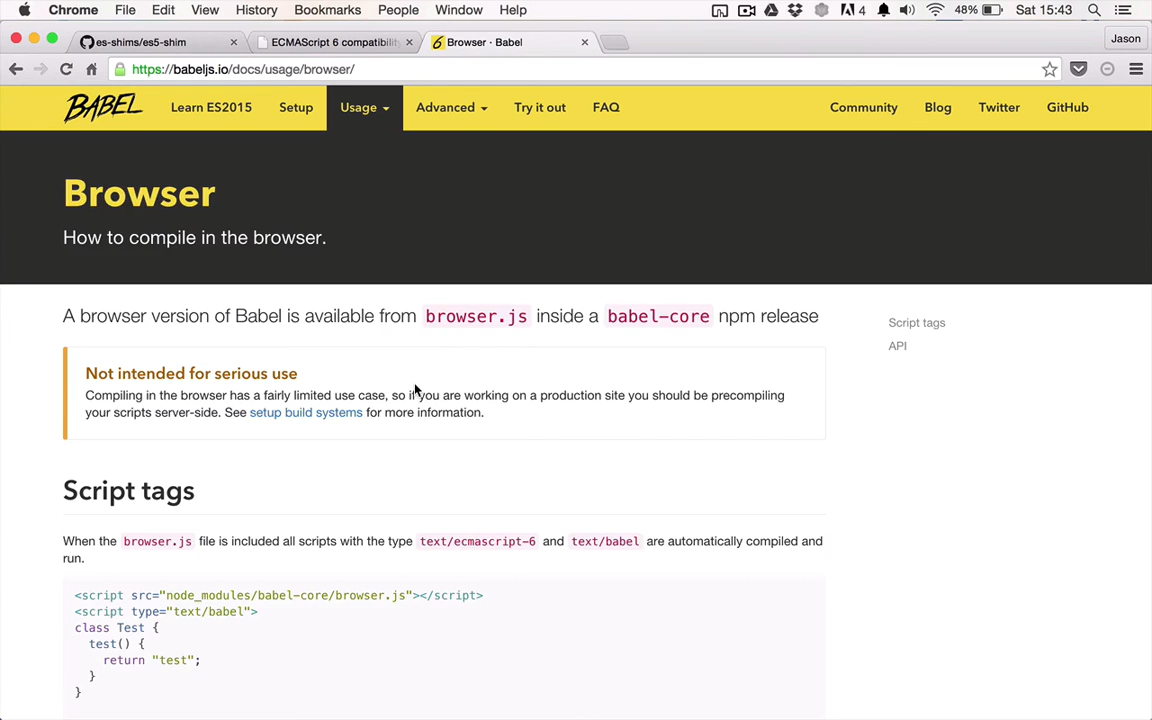 Chrome File Edit View History Bookmarks People Window Help 4 48% Sat 15:43
es-shims/es5-shim ECMAScript 6 compatibility Browser · Babel Jason
https://babeljs.io/docs/usage/browser/
BABEL Learn ES2015 Setup Usage Advanced Try it out FAQ Community Blog Twitter GitHub
Browser
How to compile in the browser.
A browser version of Babel is available from browser.js inside a babel-core npm release
Script tags
API
Not intended for serious use
Compiling in the browser has a fairly limited use case, so if you are working on a production site you should be precompiling
your scripts server-side. See setup build systems for more information.
Script tags
When the browser.js file is included all scripts with the type text/ecmascript-6 and text/babel are automatically compiled and
run.
<script src="node_modules/babel-core/browser.js"></script>
<script type="text/babel">
class Test {
test() {
return "test";
}
}